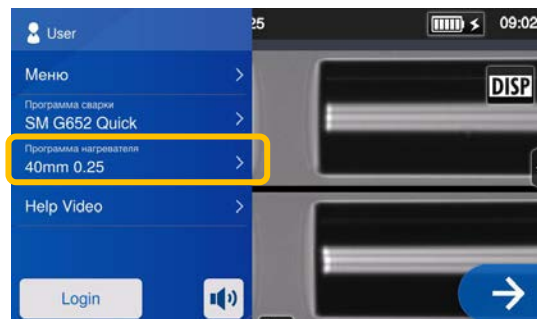 User
25
09:02
Меню
DISP
Программа сварки
SM G652 Quick
Программа нагревателя
40mm 0.25
Help Video
Login